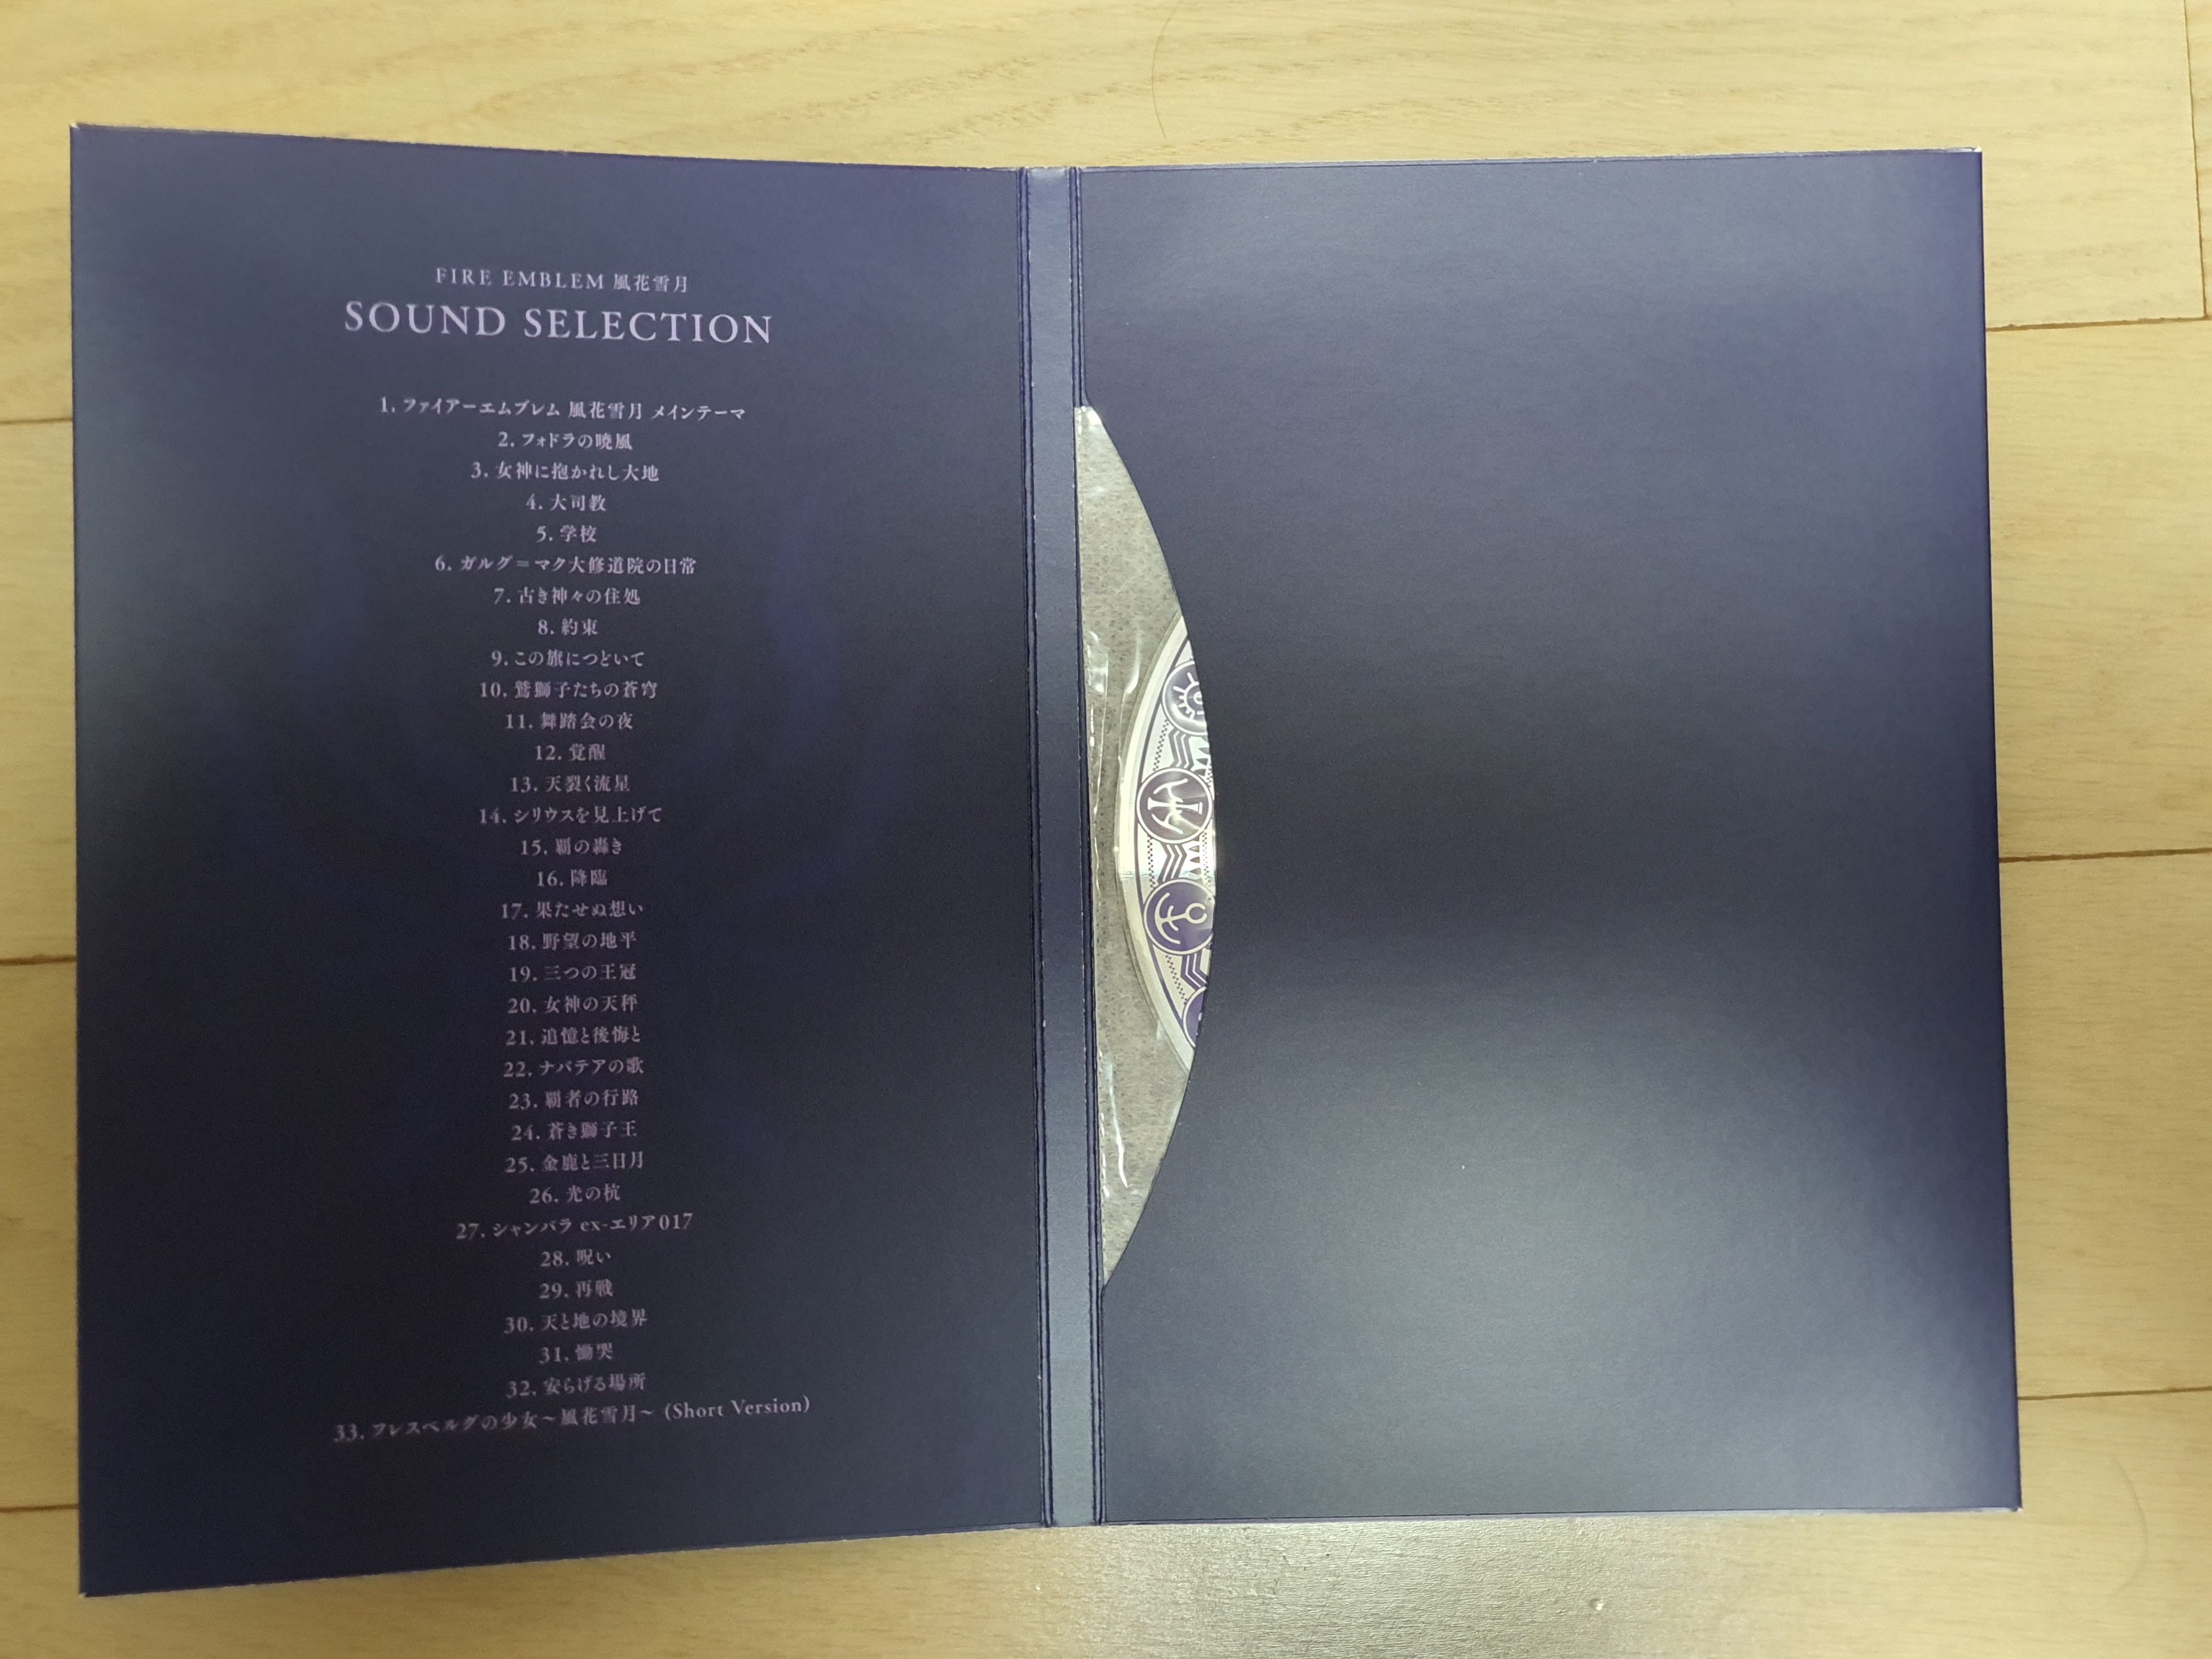 FIRE EMBLEM 風花雪月
SOUND SELECTION
1. ファイアーエムブレム 風花雪月 メインテーマ
2. フォドラの暁風
3. 女神に抱かれし大地
4. 大司教
5. 学校
6. ガルグ＝マク大修道院の日常
7. 古き神々の住処
8. 約束
9. この旗につどいて
10. 鷲獅子たちの蒼穹
11. 舞踏会の夜
12. 覚醒
13. 天裂く流星
14. シリウスを見上げて
15. 覇の轟き
16. 降臨
17. 果たせぬ想い
18. 野望の地平
19. 三つの王冠
20. 女神の天秤
21. 追憶と後悔と
22. ナバテアの歌
23. 覇者の行路
24. 蒼き獅子王
25. 金鹿と三日月
26. 光の杭
27. シャンバラ ex-エリア017
28. 呪い
29. 再戦
30. 天と地の境界
31. 慟哭
32. 安らげる場所
33. フレスベルグの少女～風花雪月～ (Short Version)